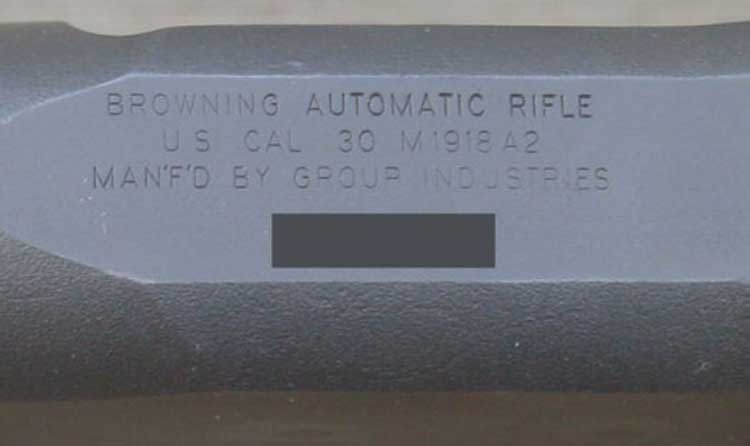 BROWNING AUTOMATIC RIFLE
U S CAL 30 M1918A2
MAN'F'D BY GROUP INDUSTRIES